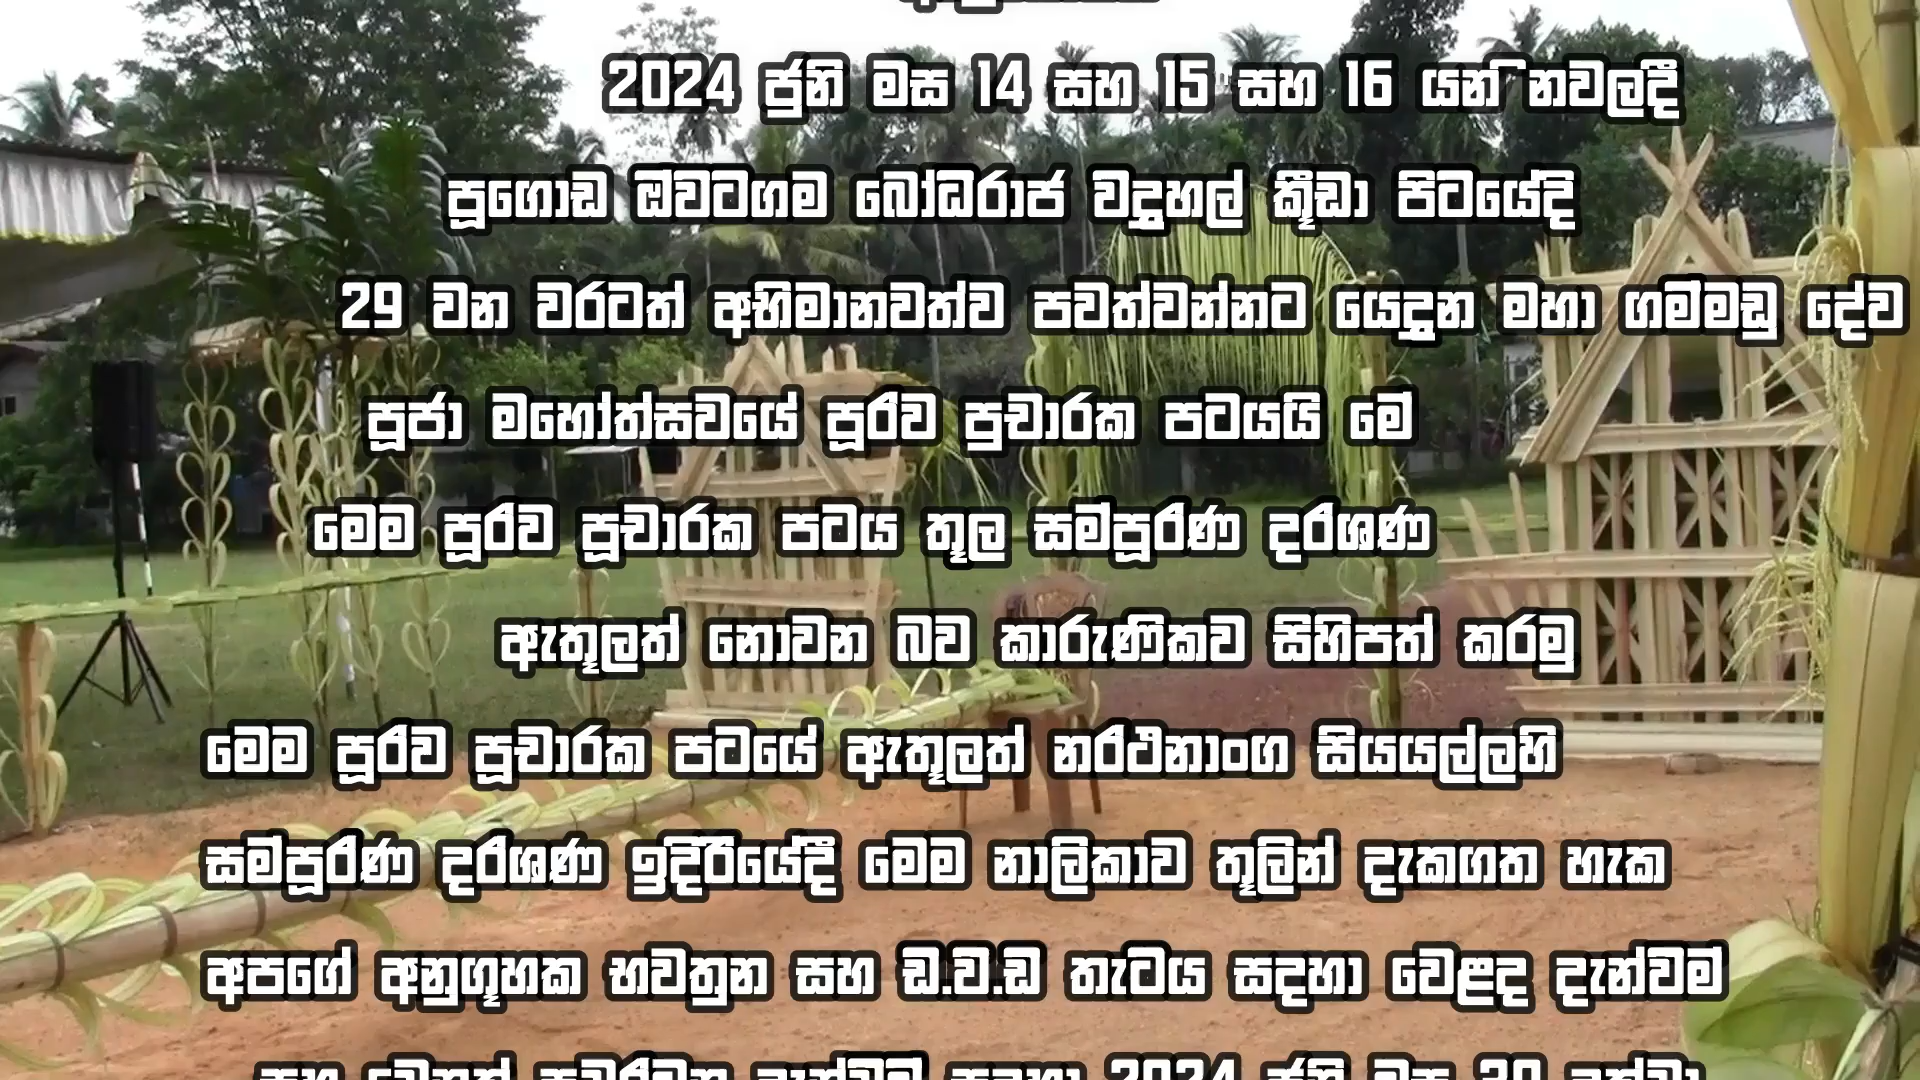 2024 ජුනි මස 14 සහ 15 සහ 16 යන් ිනවලදී
පූගොඩ ඕවිටගම බෝධිරාජ විදුහල් ක්‍රීඩා පිටියේදි
29 වන වරටත් අභිමානවත්ව පවත්වන්නට යෙදුන මහා ගම්මඩු දේව
පූජා මහෝත්සවයේ පූර්ව ප්‍රචාරක පටයයි මේ
මෙම පූර්ව ප්‍රචාරක පටය තුල සම්පූර්ණ දර්ශණ
ඇතුලත් නොවන බව කාරුණිකව සිහිපත් කරමු
මෙම පූර්ව ප්‍රචාරක පටයේ ඇතුලත් නර්ථනාංග සියයල්ලහි
සම්පූර්ණ දර්ශණ ඉදිරියේදී මෙම නාලිකාව තුලින් දැකගත හැක
අපගේ අනුග්‍රහක භවතුන සහ ඩී.වී.ඩී තැටිය සදහා වෙළද දැන්වීම්